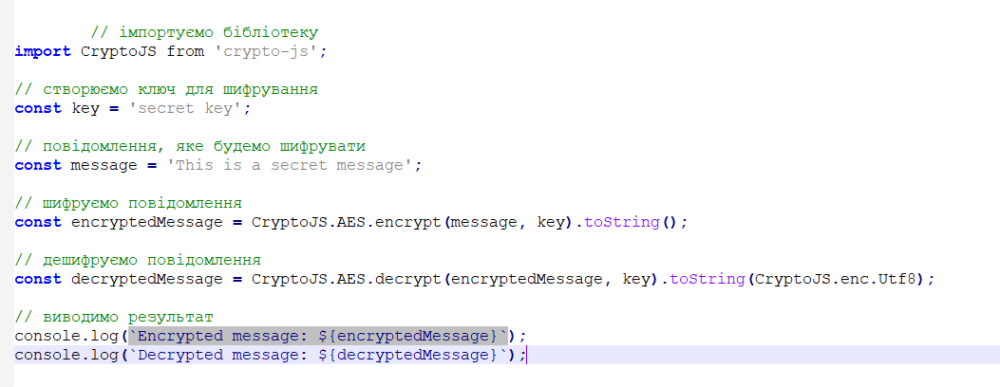 // імпортуємо бібліотеку
import CryptoJS from 'crypto-js';
// створюємо ключ для шифрування
const key = 'secret key';
// повідомлення, яке будемо шифрувати
const message = 'This is a secret message';
// шифруємо повідомлення
const encryptedMessage = CryptoJS.AES.encrypt(message, key).toString();
// дешифруємо повідомлення
const decryptedMessage = CryptoJS.AES.decrypt(encryptedMessage, key).toString(CryptoJS.enc.Utf8);
// виводимо результат
console.log(`Encrypted message: ${encryptedMessage}`);
console.log(`Decrypted message: ${decryptedMessage}`);